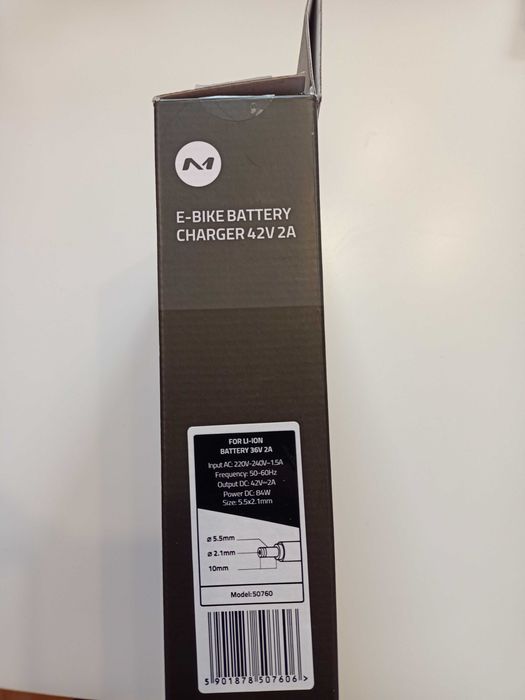 M
E-BIKE BATTERY
CHARGER 42V 2A
FOR LI-ION
BATTERY 36V 2A
Input AC: 220V-240V~1.5A
Frequency: 50-60Hz
Output DC: 42V⎓2A
Power DC: 84W
Size: 5.5x2.1mm
⌀ 5.5mm
⌀ 2.1mm
10mm
Model: 50760
5 901878 507606 >